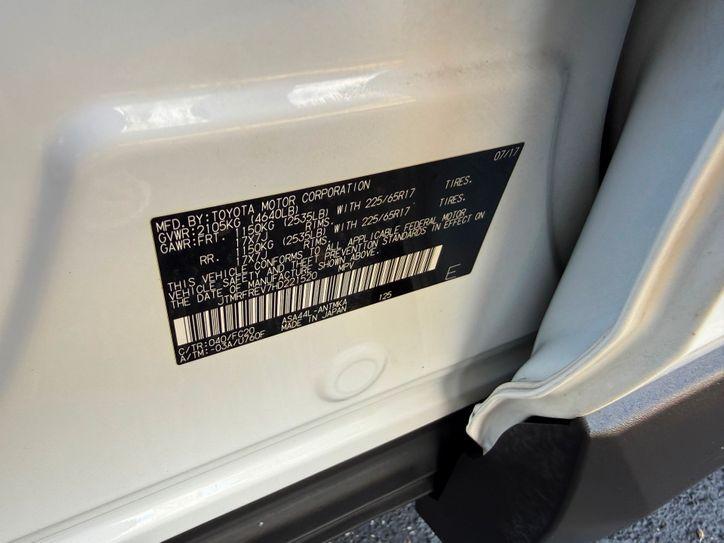 MFD. BY: TOYOTA MOTOR CORPORATION 07/17
GVWR: 2105KG (4640LB)
GAWR: FRT. 1150KG (2535LB) WITH 225/65R17 TIRES.
17X7J RIMS.
RR. 1150KG (2535LB) WITH 225/65R17 TIRES.
17X7J RIMS.
THIS VEHICLE CONFORMS TO ALL APPLICABLE FEDERAL MOTOR
VEHICLE SAFETY AND THEFT PREVENTION STANDARDS IN EFFECT ON
THE DATE OF MANUFACTURE SHOWN ABOVE.
JTMRFREV7HD221520 MPV E
C/TR:040/FC20 ASA44L-ANTMKA 125
A/TM:-03A/U760F MADE IN JAPAN